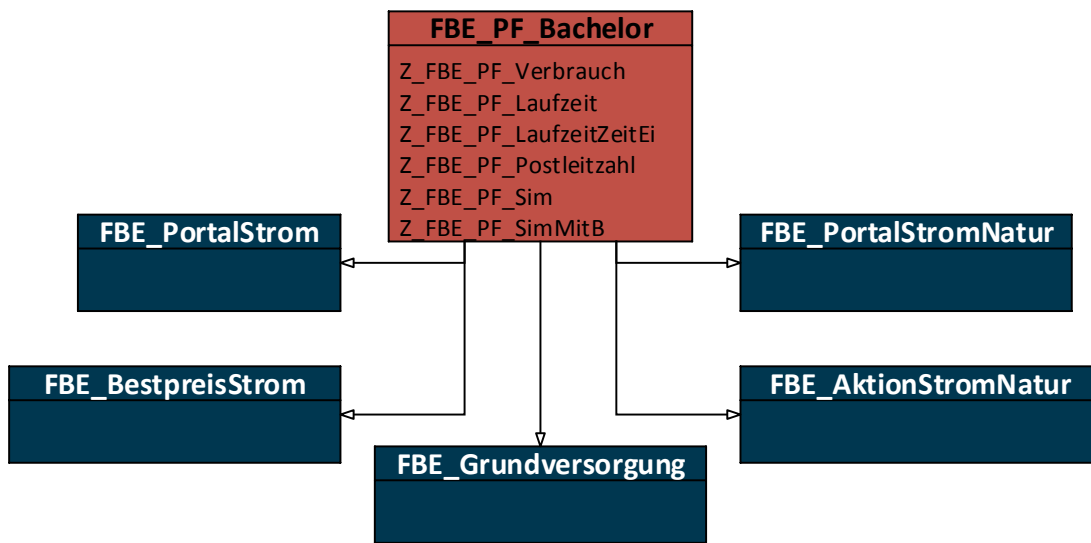 FBE_PF_Bachelor
Z_FBE_PF_Verbrauch
Z_FBE_PF_Laufzeit
Z_FBE_PF_LaufzeitZeitEi
Z_FBE_PF_Postleitzahl
Z_FBE_PF_Sim
Z_FBE_PF_SimMitB
FBE_PortalStrom
FBE_PortalStromNatur
FBE_BestpreisStrom
FBE_AktionStromNatur
FBE_Grundversorgung